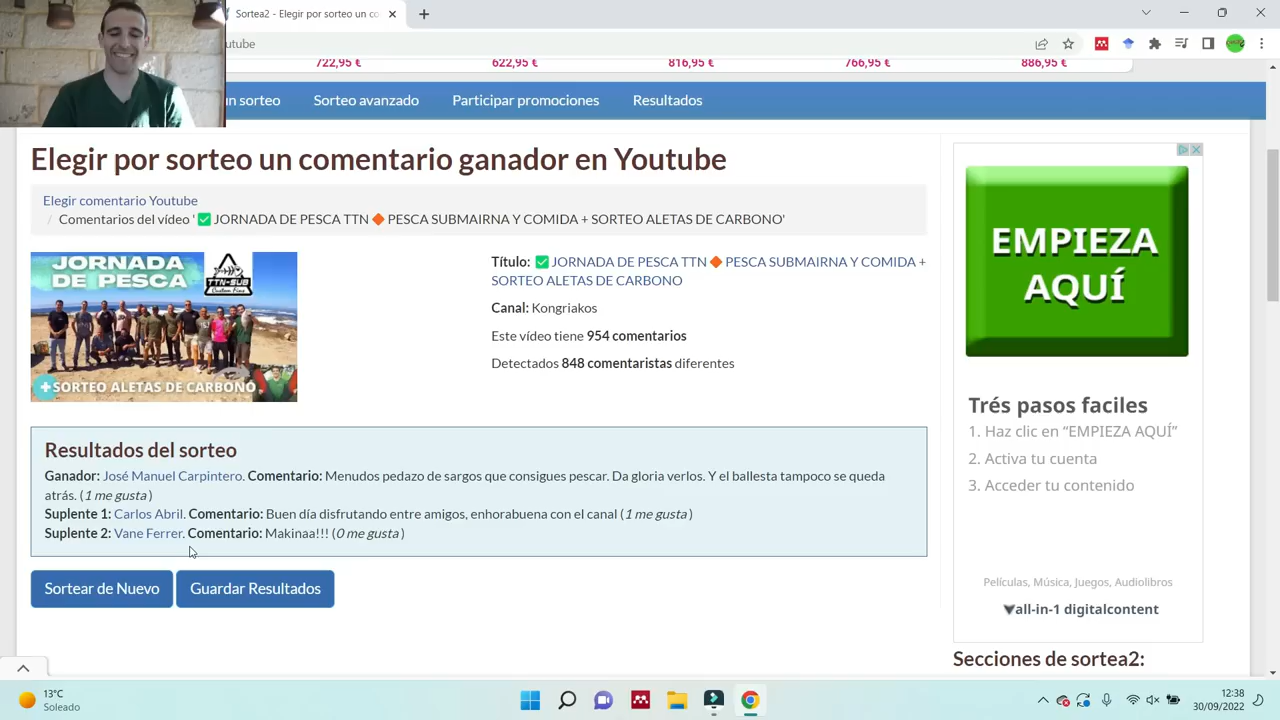 Sortea2 - Elegir por sorteo un co
utube
722,95 €
622,95 €
816,95 €
766,95 €
886,95 €
un sorteo
Sorteo avanzado
Participar promociones
Resultados
Elegir por sorteo un comentario ganador en Youtube
Elegir comentario Youtube
/ Comentarios del vídeo '✅ JORNADA DE PESCA TTN 🔶 PESCA SUBMAIRNA Y COMIDA + SORTEO ALETAS DE CARBONO'
JORNADA
DE PESCA
TTN-SUB
Custom Fins
+SORTEO ALETAS DE CARBONO
Título: ✅ JORNADA DE PESCA TTN 🔶 PESCA SUBMAIRNA Y COMIDA +
SORTEO ALETAS DE CARBONO
Canal: Kongriakos
Este vídeo tiene 954 comentarios
Detectados 848 comentaristas diferentes
Resultados del sorteo
Ganador: José Manuel Carpintero. Comentario: Menudos pedazo de sargos que consigues pescar. Da gloria verlos. Y el ballesta tampoco se queda
atrás. (1 me gusta )
Suplente 1: Carlos Abril. Comentario: Buen día disfrutando entre amigos, enhorabuena con el canal (1 me gusta )
Suplente 2: Vane Ferrer. Comentario: Makinaa!!! (0 me gusta )
Sortear de Nuevo
Guardar Resultados
EMPIEZA
AQUÍ
Trés pasos faciles
1. Haz clic en “EMPIEZA AQUÍ”
2. Activa tu cuenta
3. Acceder tu contenido
Películas, Música, Juegos, Audiolibros
all-in-1 digitalcontent
Secciones de sortea2:
13°C
Soleado
12:38
30/09/2022